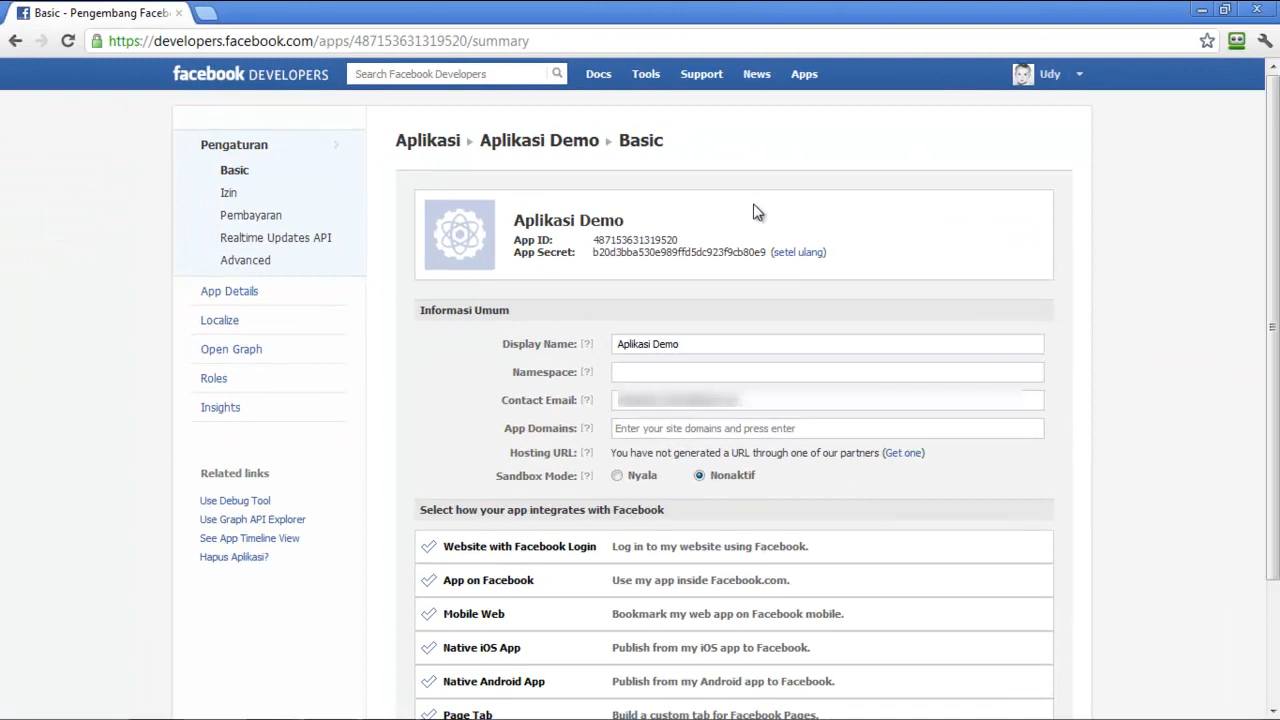 Basic - Pengembang Faceb
https://developers.facebook.com/apps/487153631319520/summary
facebook DEVELOPERS Search Facebook Developers Docs Tools Support News Apps Udy
Pengaturan
Basic
Izin
Pembayaran
Realtime Updates API
Advanced
App Details
Localize
Open Graph
Roles
Insights
Related links
Use Debug Tool
Use Graph API Explorer
See App Timeline View
Hapus Aplikasi?
Aplikasi Aplikasi Demo Basic
Aplikasi Demo
App ID: 487153631319520
App Secret: b20d3bba530e989ffd5dc923f9cb80e9 (setel ulang)
Informasi Umum
Display Name: [?] Aplikasi Demo
Namespace: [?]
Contact Email: [?]
App Domains: [?] Enter your site domains and press enter
Hosting URL: [?] You have not generated a URL through one of our partners (Get one)
Sandbox Mode: [?] Nyala Nonaktif
Select how your app integrates with Facebook
Website with Facebook Login Log in to my website using Facebook.
App on Facebook Use my app inside Facebook.com.
Mobile Web Bookmark my web app on Facebook mobile.
Native iOS App Publish from my iOS app to Facebook.
Native Android App Publish from my Android app to Facebook.
Page Tab Build a custom tab for Facebook Pages.